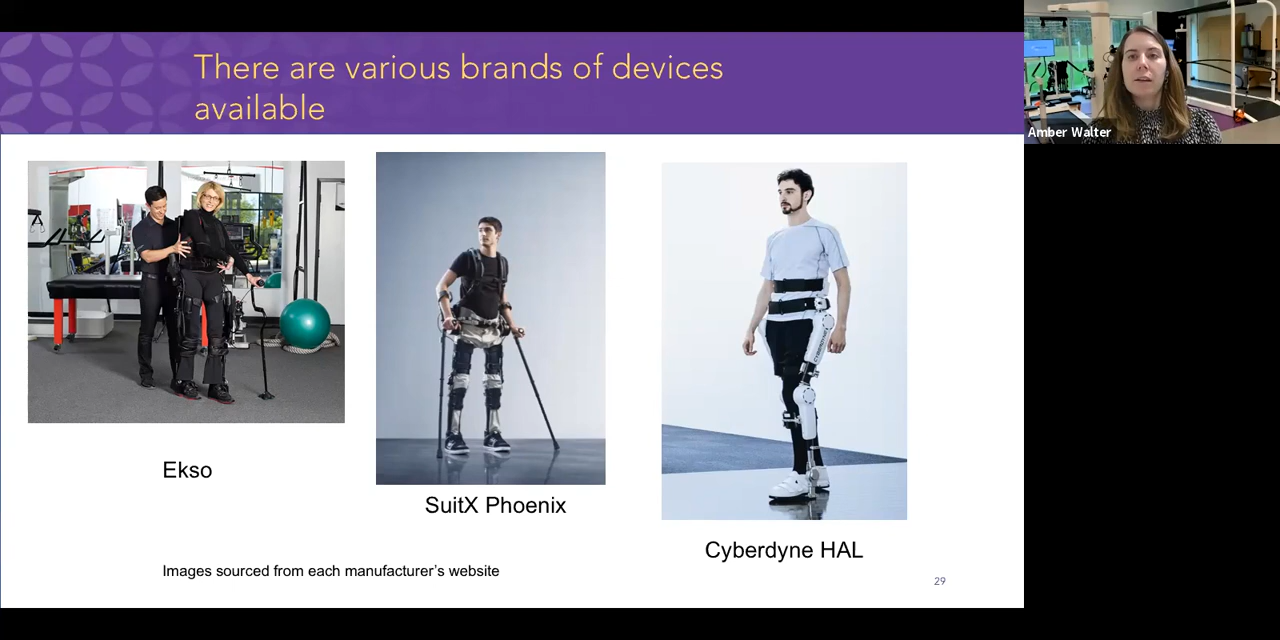 There are various brands of devices
available
Amber Walter
Ekso
SuitX Phoenix
Cyberdyne HAL
Images sourced from each manufacturer's website
29